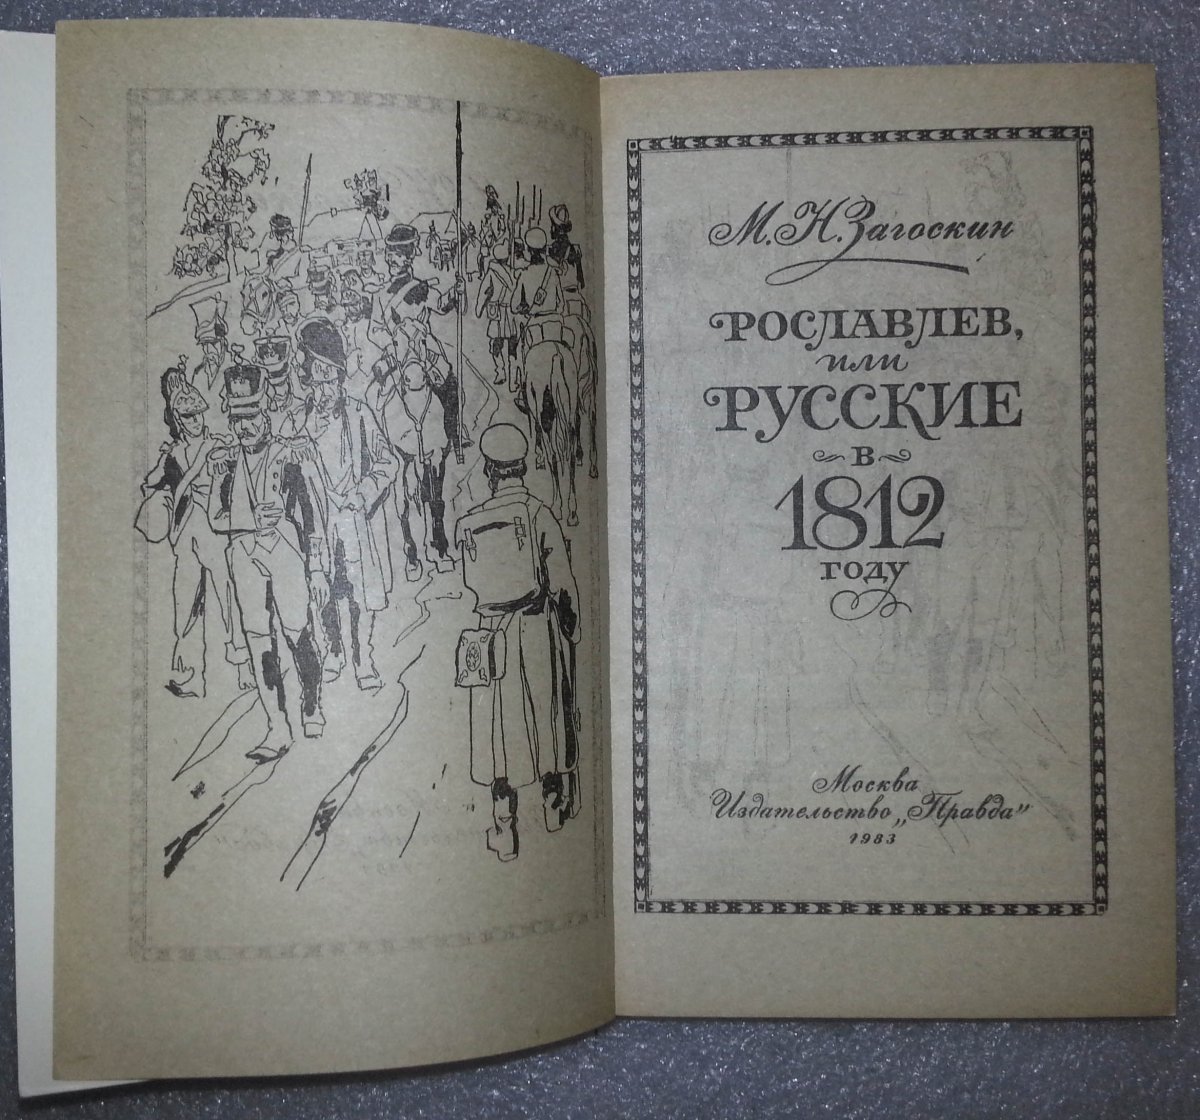 М. Н. Загоскин
РОСЛАВЛЕВ,
или
РУССКИЕ
В
1812
ГОДУ
Москва
Издательство „Правда"
1983